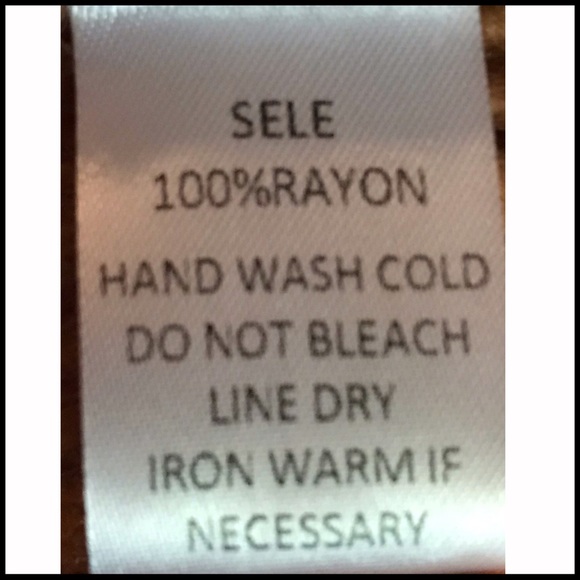 SELE
100%RAYON
HAND WASH COLD
DO NOT BLEACH
LINE DRY
IRON WARM IF
NECESSARY